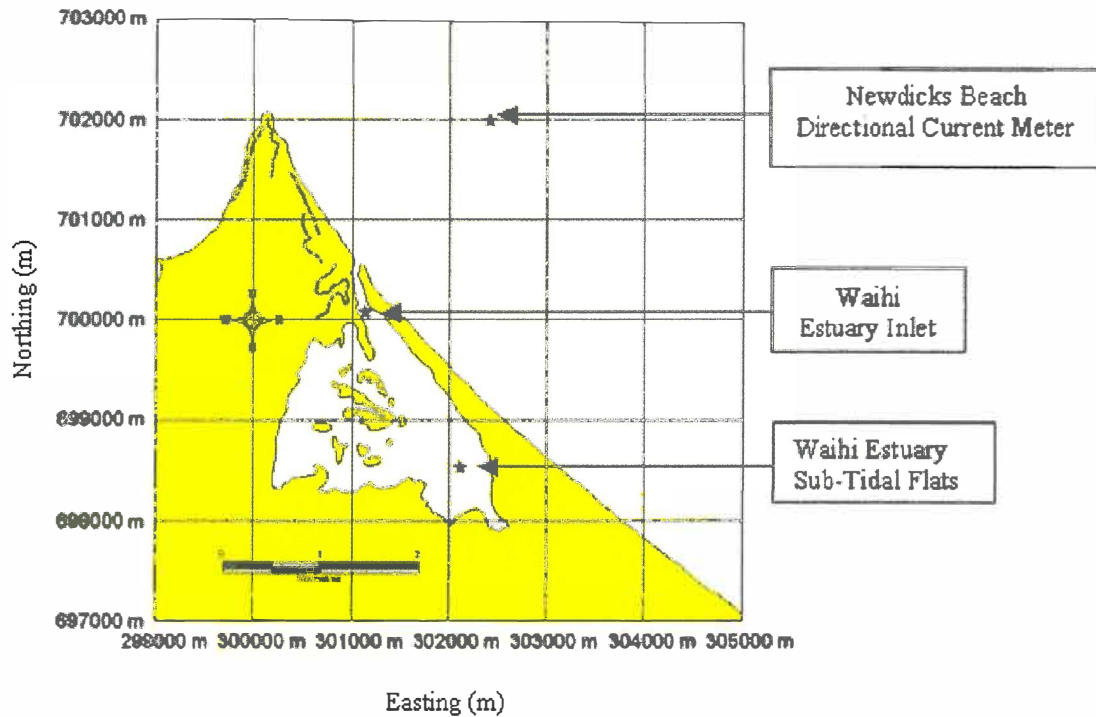 703000 m
702000 m
701000 m
700000 m
699000 m
698000 m
697000 m
Northing (m)
Newdicks Beach
Directional Current Meter
Waihi
Estuary Inlet
Waihi Estuary
Sub-Tidal Flats
0 1 2
299000 m 300000 m 301000 m 302000 m 303000 m 304000 m 305000 m
Easting (m)